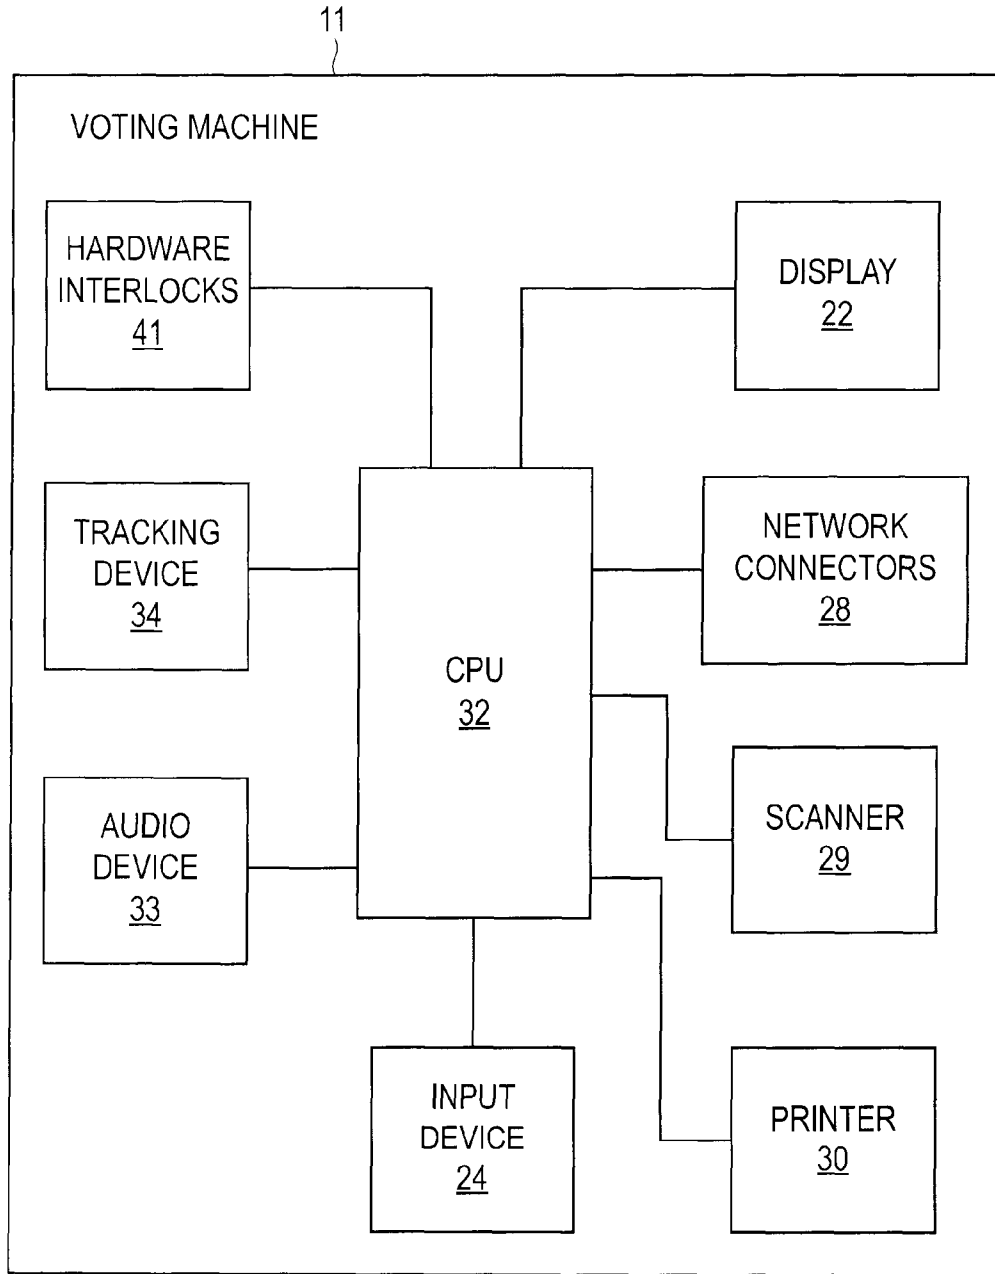 11
VOTING MACHINE
HARDWARE
INTERLOCKS
41
DISPLAY
22
TRACKING
DEVICE
34
CPU
32
NETWORK
CONNECTORS
28
AUDIO
DEVICE
33
SCANNER
29
INPUT
DEVICE
24
PRINTER
30